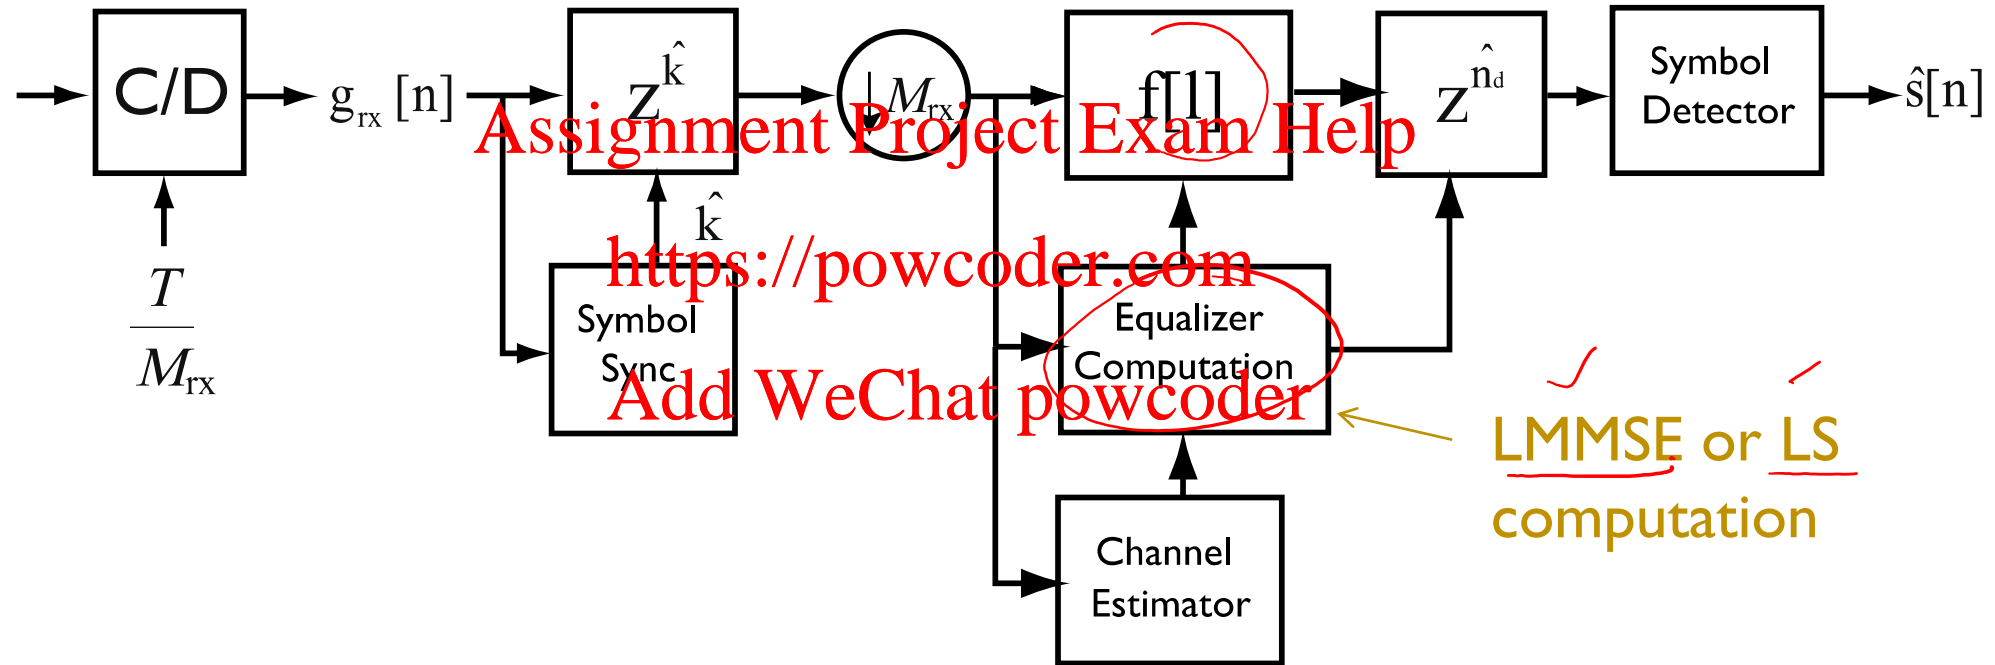 C/D
g_rx [n]
z^k̂
↓ M_rx
f[l]
z^n̂_d
Symbol
Detector
ŝ[n]
Assignment Project Exam Help
k̂
T
M_rx
https://powcoder.com
Symbol
Sync
Equalizer
Computation
Add WeChat powcoder
LMMSE or LS
computation
Channel
Estimator